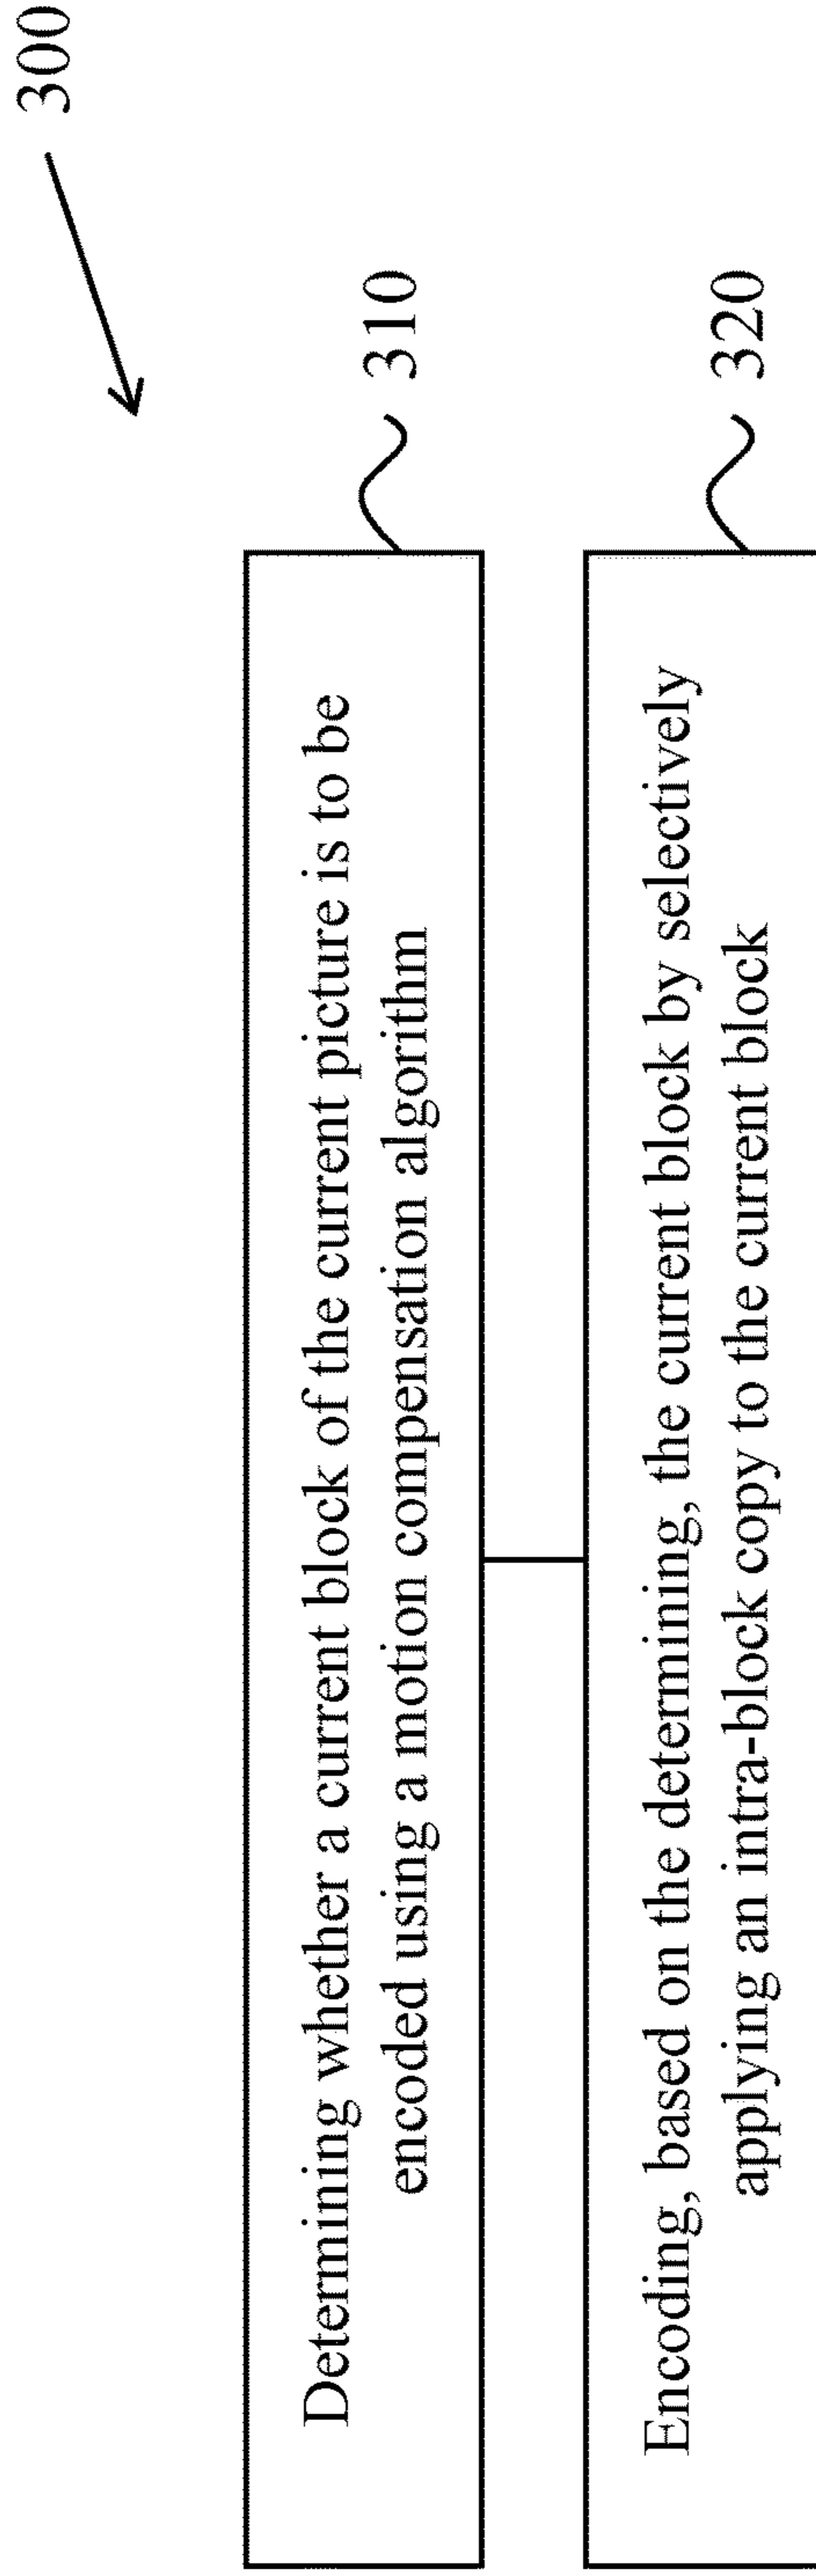 300
Determining whether a current block of the current picture is to be
encoded using a motion compensation algorithm
310
Encoding, based on the determining, the current block by selectively
applying an intra-block copy to the current block
320